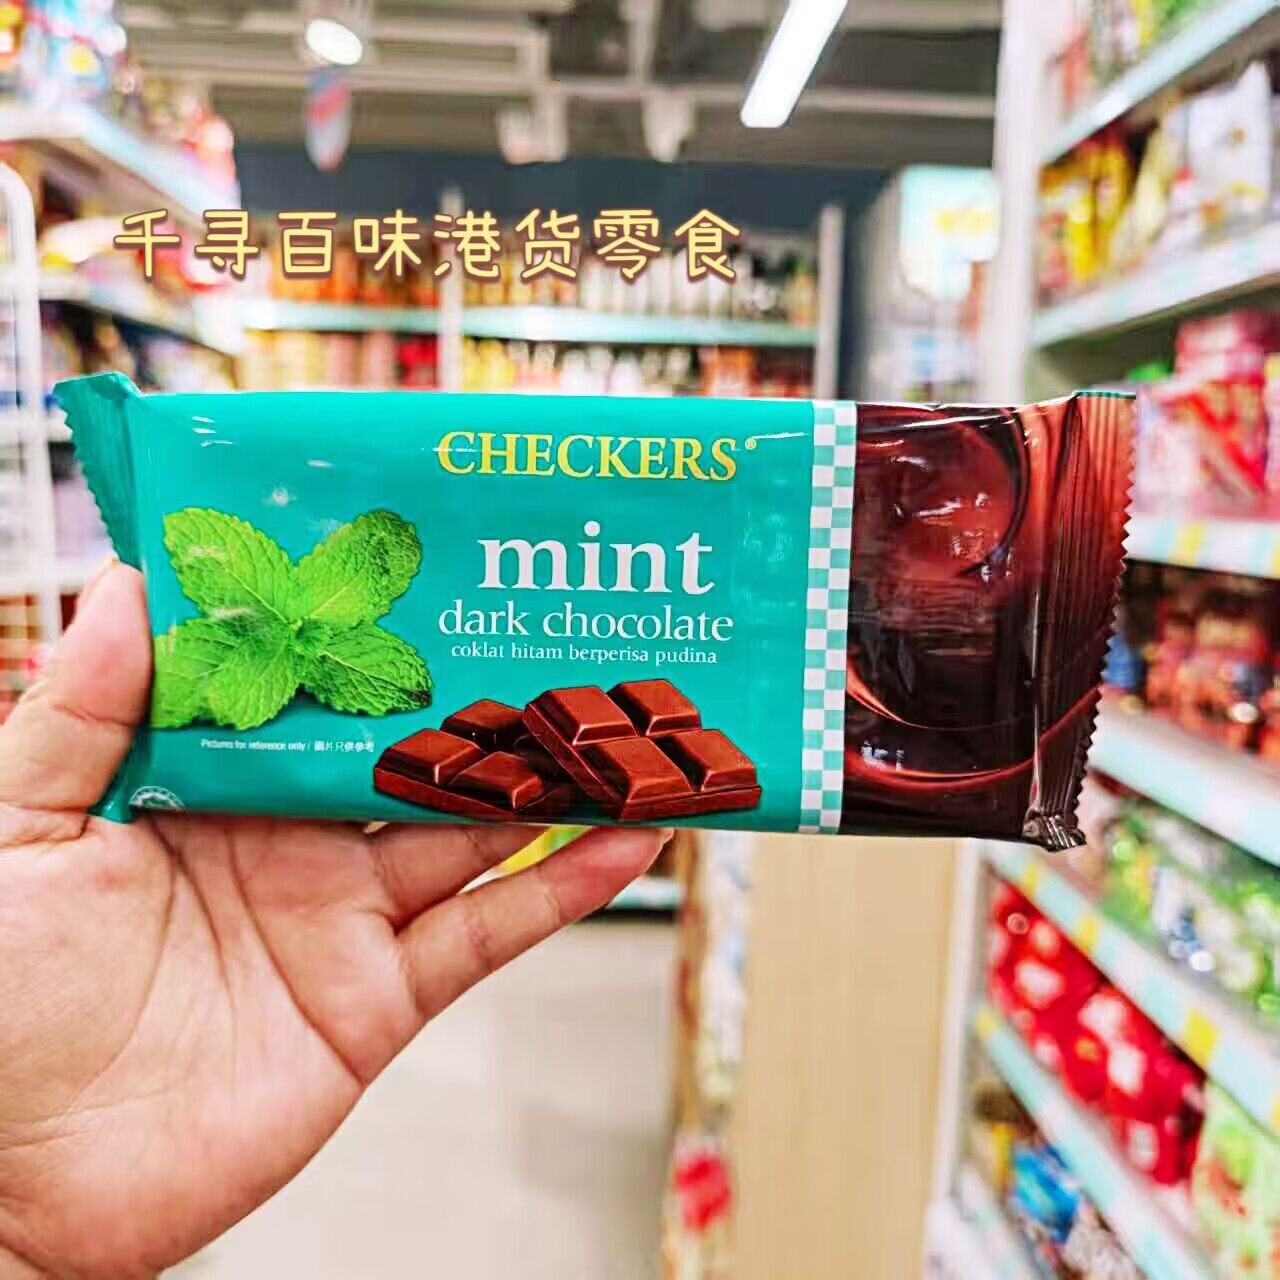 千寻百味港货零食
CHECKERS®
mint
dark chocolate
coklat hitam berperisa pudina
Pictures for reference only / 圖片只供參考